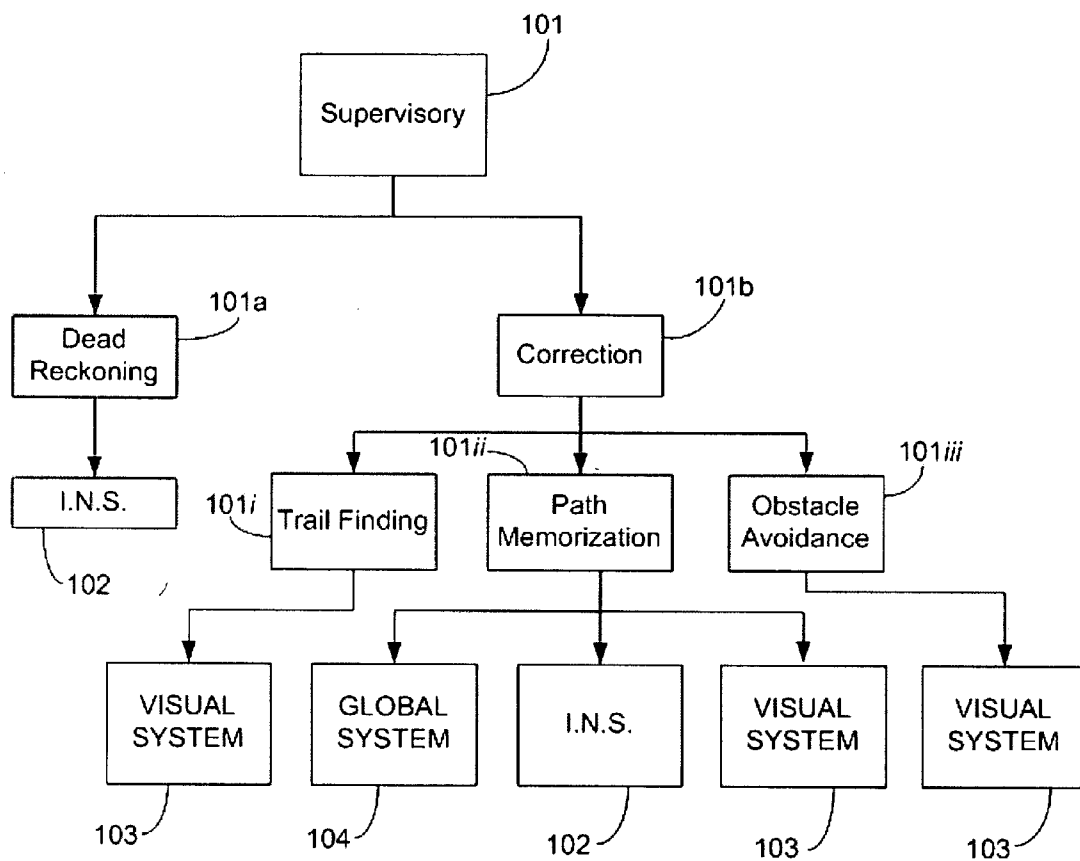 101
Supervisory
101a
101b
Dead
Reckoning
Correction
101ii
101iii
I.N.S.
101i
Trail Finding
Path
Memorization
Obstacle
Avoidance
102
VISUAL
SYSTEM
GLOBAL
SYSTEM
I.N.S.
VISUAL
SYSTEM
VISUAL
SYSTEM
103
104
102
103
103